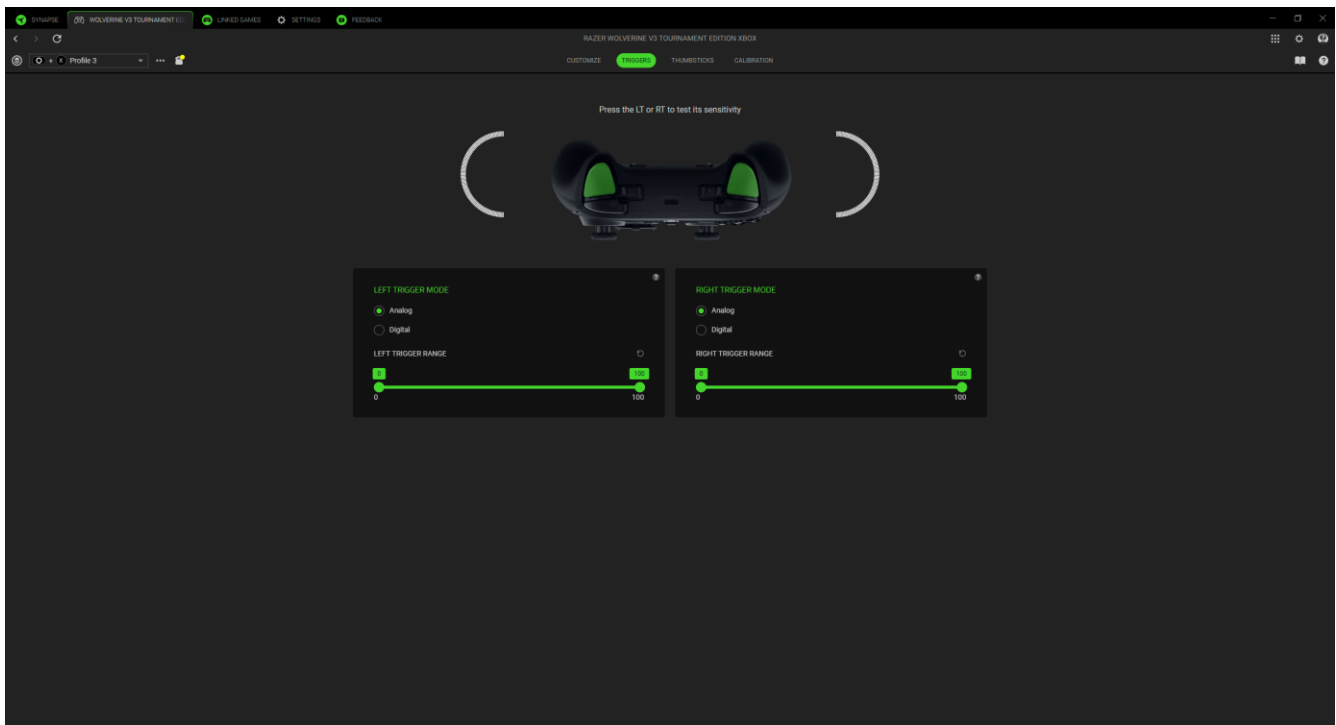 SYNAPSE WOLVERINE V3 TOURNAMENT EDI LINKED GAMES SETTINGS FEEDBACK
RAZER WOLVERINE V3 TOURNAMENT EDITION XBOX
Profile 3 CUSTOMIZE TRIGGERS THUMBSTICKS CALIBRATION
Press the LT or RT to test its sensitivity
LEFT TRIGGER MODE
Analog
Digital
LEFT TRIGGER RANGE
0 100
0 100
RIGHT TRIGGER MODE
Analog
Digital
RIGHT TRIGGER RANGE
0 100
0 100